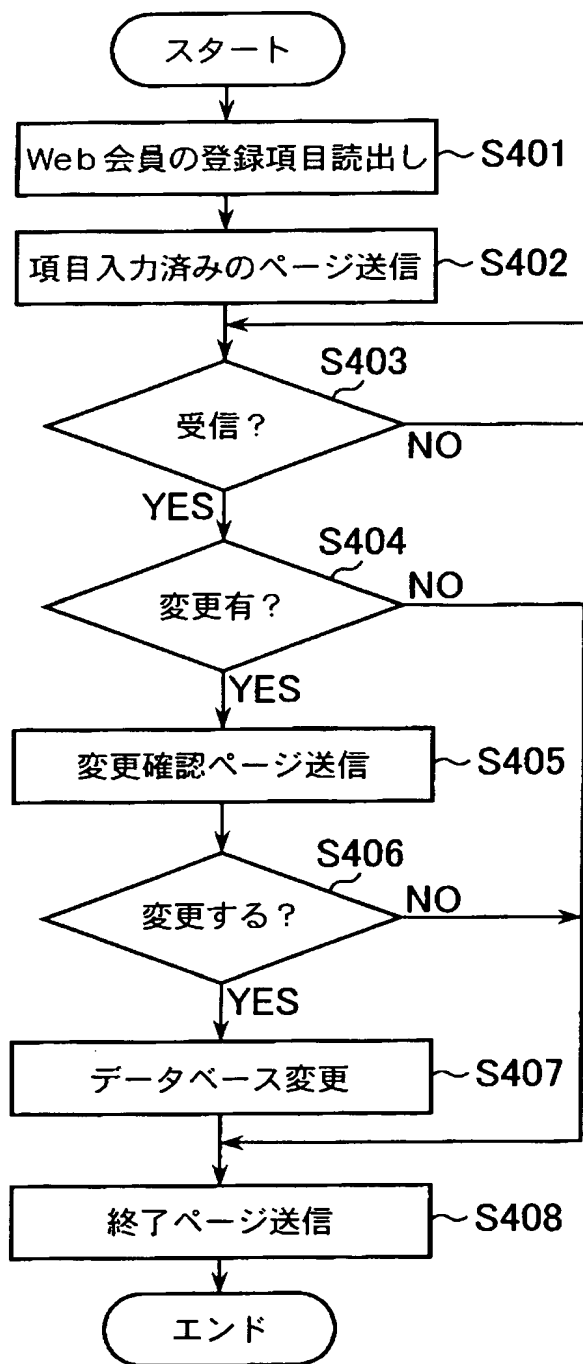 スタート
Web会員の登録項目読出し
S401
項目入力済みのページ送信
S402
S403
受信？
NO
YES
S404
変更有？
NO
YES
変更確認ページ送信
S405
S406
変更する？
NO
YES
データベース変更
S407
終了ページ送信
S408
エンド